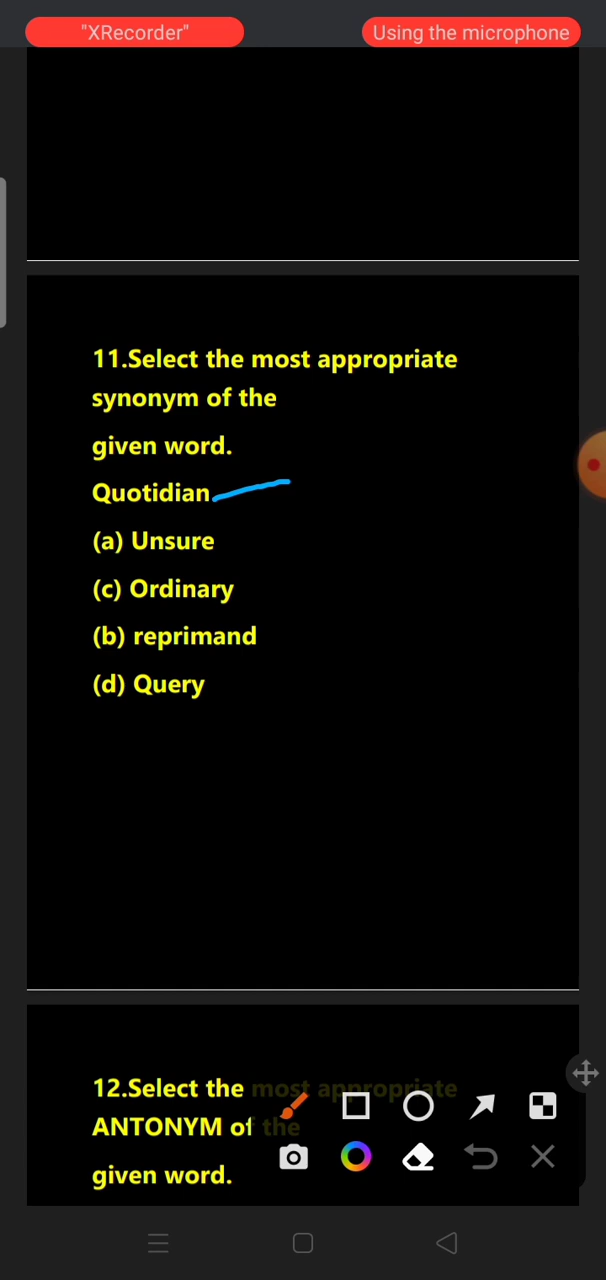 "XRecorder"
Using the microphone
11.Select the most appropriate
synonym of the
given word.
Quotidian
(a) Unsure
(c) Ordinary
(b) reprimand
(d) Query
12.Select the most appropriate
ANTONYM of the
given word.